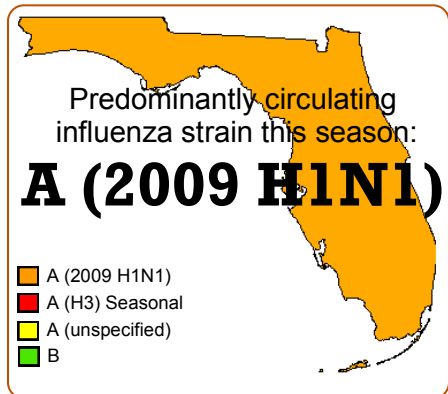 Predominantly circulating
influenza strain this season:
A (2009 H1N1)
A (2009 H1N1)
A (H3) Seasonal
A (unspecified)
B